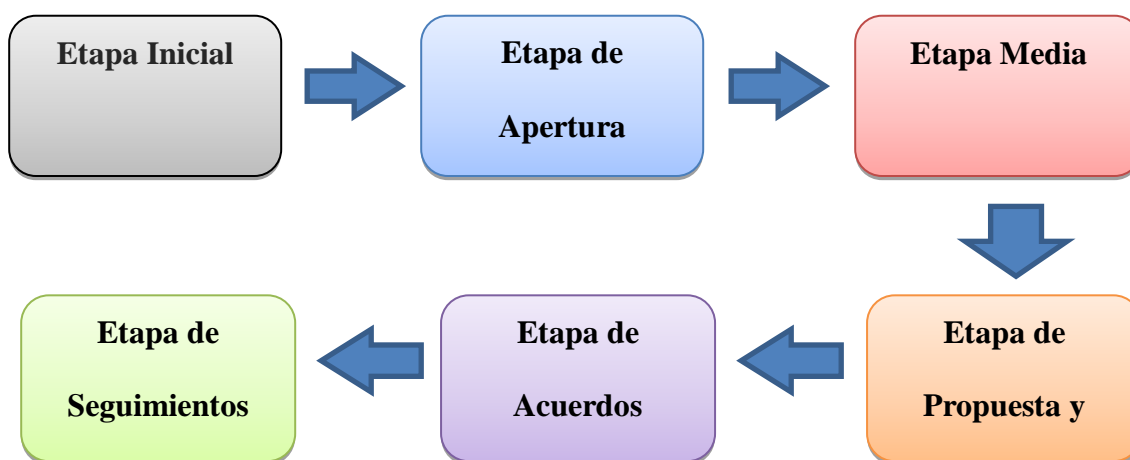 Etapa Inicial
Etapa de
Apertura
Etapa Media
Etapa de
Propuesta y
Etapa de
Acuerdos
Etapa de
Seguimientos